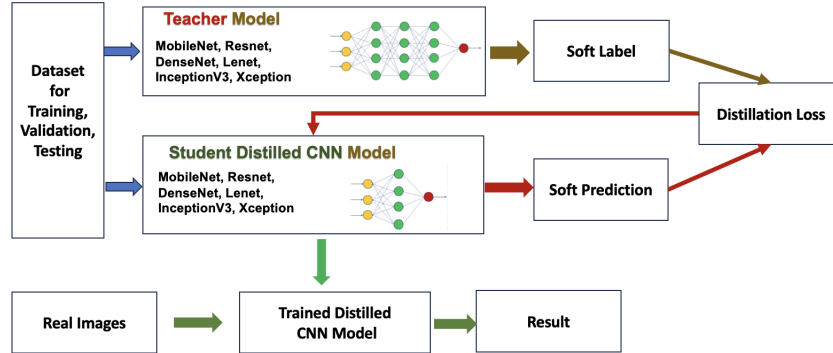 Teacher Model
MobileNet, Resnet,
DenseNet, Lenet,
InceptionV3, Xception
Soft Label
Dataset
for
Training,
Validation,
Testing
Distillation Loss
Student Distilled CNN Model
MobileNet, Resnet,
DenseNet, Lenet,
InceptionV3, Xception
Soft Prediction
Real Images
Trained Distilled
CNN Model
Result